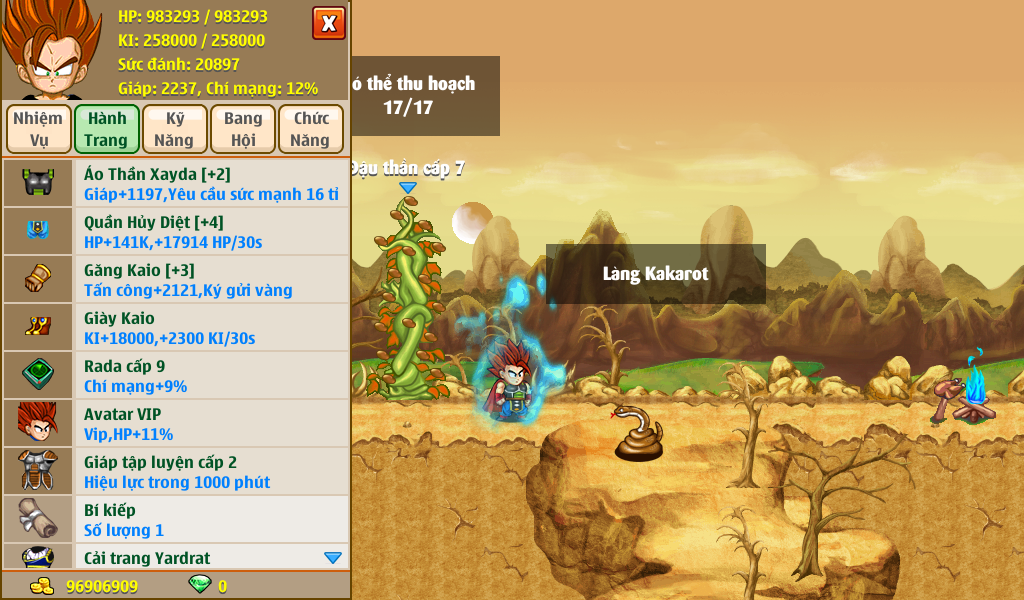 HP: 983293 / 983293
KI: 258000 / 258000
Sức đánh: 20897
Giáp: 2237, Chí mạng: 12%
X
Nhiệm Vụ
Hành Trang
Kỹ Năng
Bang Hội
Chức Năng
Áo Thần Xayda [+2]
Giáp+1197,Yêu cầu sức mạnh 16 tỉ
Quần Hủy Diệt [+4]
HP+141K,+17914 HP/30s
Găng Kaio [+3]
Tấn công+2121,Ký gửi vàng
Giày Kaio
KI+18000,+2300 KI/30s
Rada cấp 9
Chí mạng+9%
Avatar VIP
Vip,HP+11%
Giáp tập luyện cấp 2
Hiệu lực trong 1000 phút
Bí kiếp
Số lượng 1
Cải trang Yardrat
96906909
0
ó thể thu hoạch
17/17
Đậu thần cấp 7
Làng Kakarot